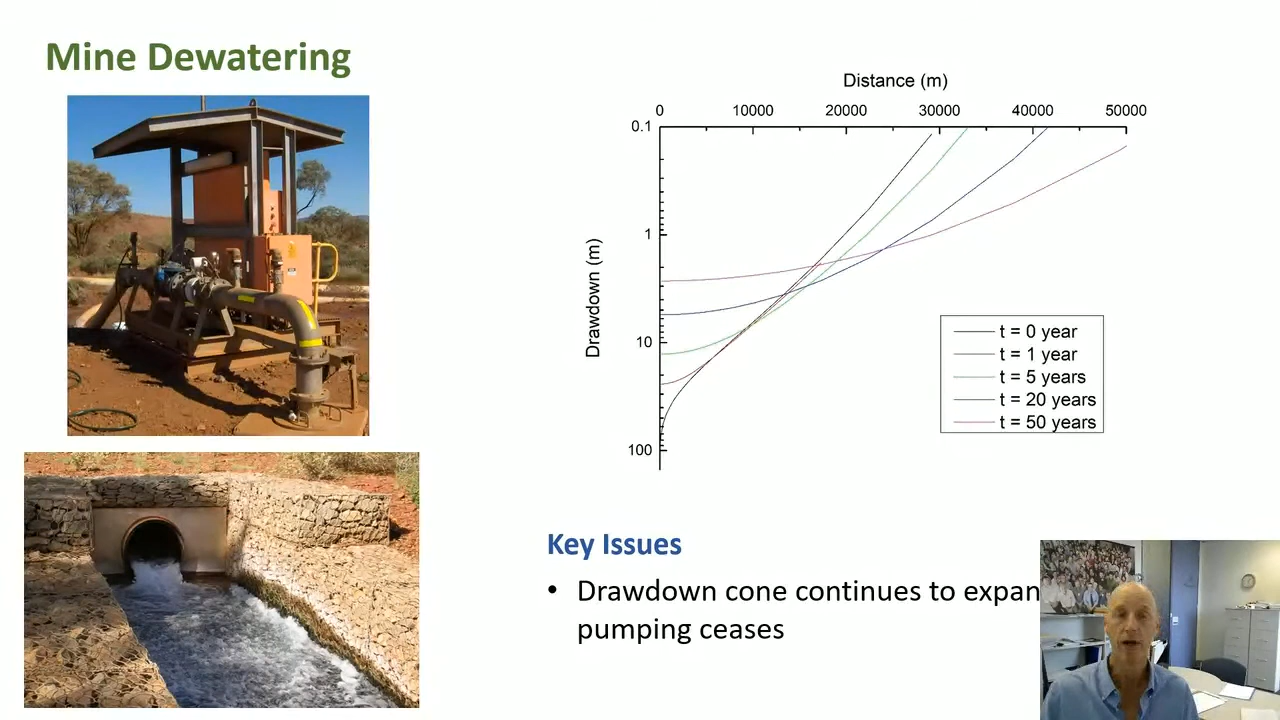 Mine Dewatering
Distance (m)
0 10000 20000 30000 40000 50000
0.1
1
10
100
Drawdown (m)
t = 0 year
t = 1 year
t = 5 years
t = 20 years
t = 50 years
Key Issues
• Drawdown cone continues to expan
pumping ceases